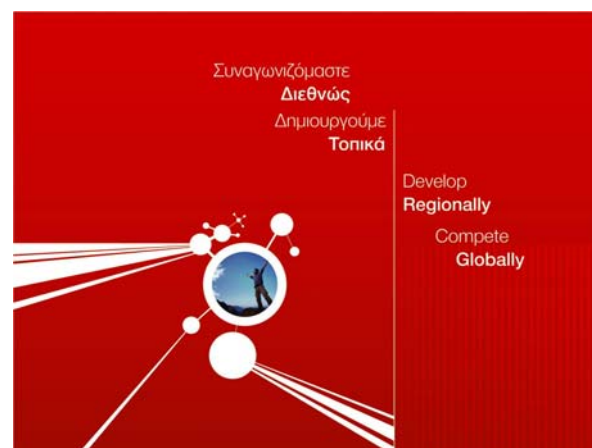 Συναγωνιζόμαστε
Διεθνώς
Δημιουργούμε
Τοπικά
Develop
Regionally
Compete
Globally